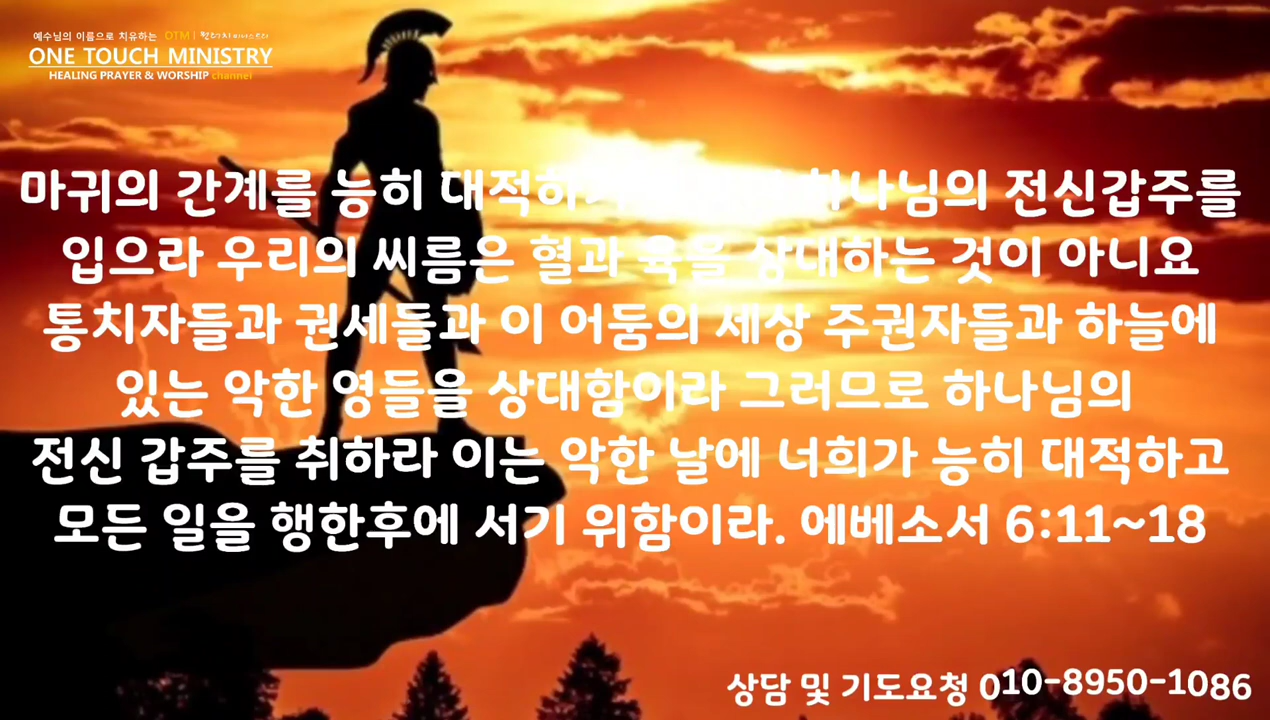 예수님의 이름으로 치유하는 OTM |
ONE TOUCH MINISTRY
HEALING PRAYER & WORSHIP channel
마귀의 간계를 능히 하나님의 전신갑주를
입으라 우리의 씨름은 혈과 육을 상대하는 것이 아니요
통치자들과 권세들과 이 어둠의 세상 주권자들과 하늘에
있는 악한 영들을 상대함이라 그러므로 하나님의
전신 갑주를 취하라 이는 악한 날에 너희가 능히 대적하고
모든 일을 행한후에 서기 위함이라. 에베소서 6:11~18
상담 및 기도요청 010-8950-1086